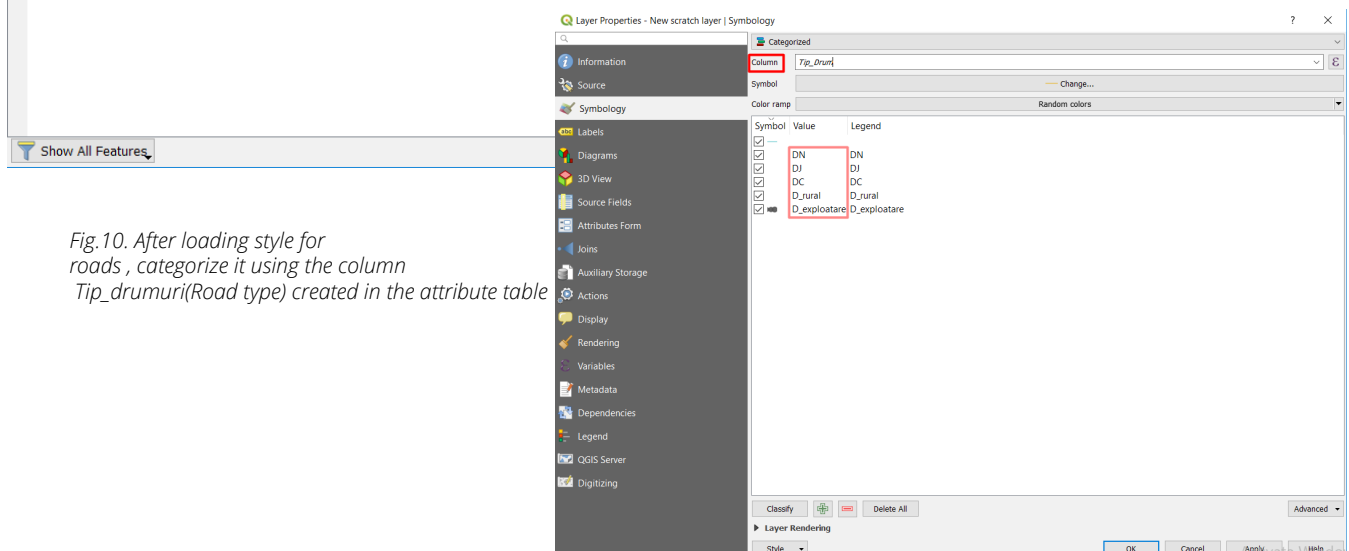 Show All Features
Fig.10. After loading style for
roads , categorize it using the column
Tip_drumuri(Road type) created in the attribute table
Layer Properties - New scratch layer | Symbology
Information
Source
Symbology
Labels
Diagrams
3D View
Source Fields
Attributes Form
Joins
Auxiliary Storage
Actions
Display
Rendering
Variables
Metadata
Dependencies
Legend
QGIS Server
Digitizing
Categorized
Column Tip_Drum ε
Symbol Change...
Color ramp Random colors
Symbol Value Legend
DN DN
DJ DJ
DC DC
D_rural D_rural
D_exploatare D_exploatare
Classify Delete All Advanced
Layer Rendering
Style OK Cancel Apply Help